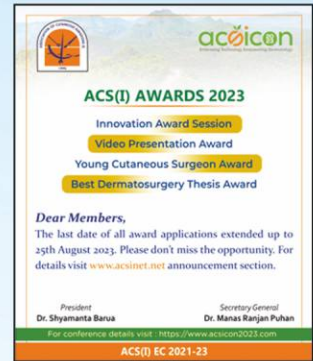 acsicon
ACS(I) AWARDS 2023
Innovation Award Session
Video Presentation Award
Young Cutaneous Surgeon Award
Best Dermatosurgery Thesis Award
Dear Members,
The last date of all award applications extended up to
25th August 2023. Please don't miss the opportunity. For
details visit www.acsinet.net announcement section.
President
Dr. Shyamanta Barua
Secretary General
Dr. Manas Ranjan Puhan
For conference details visit : https://www.acsicon2023.com
ACS(I) EC 2021-23